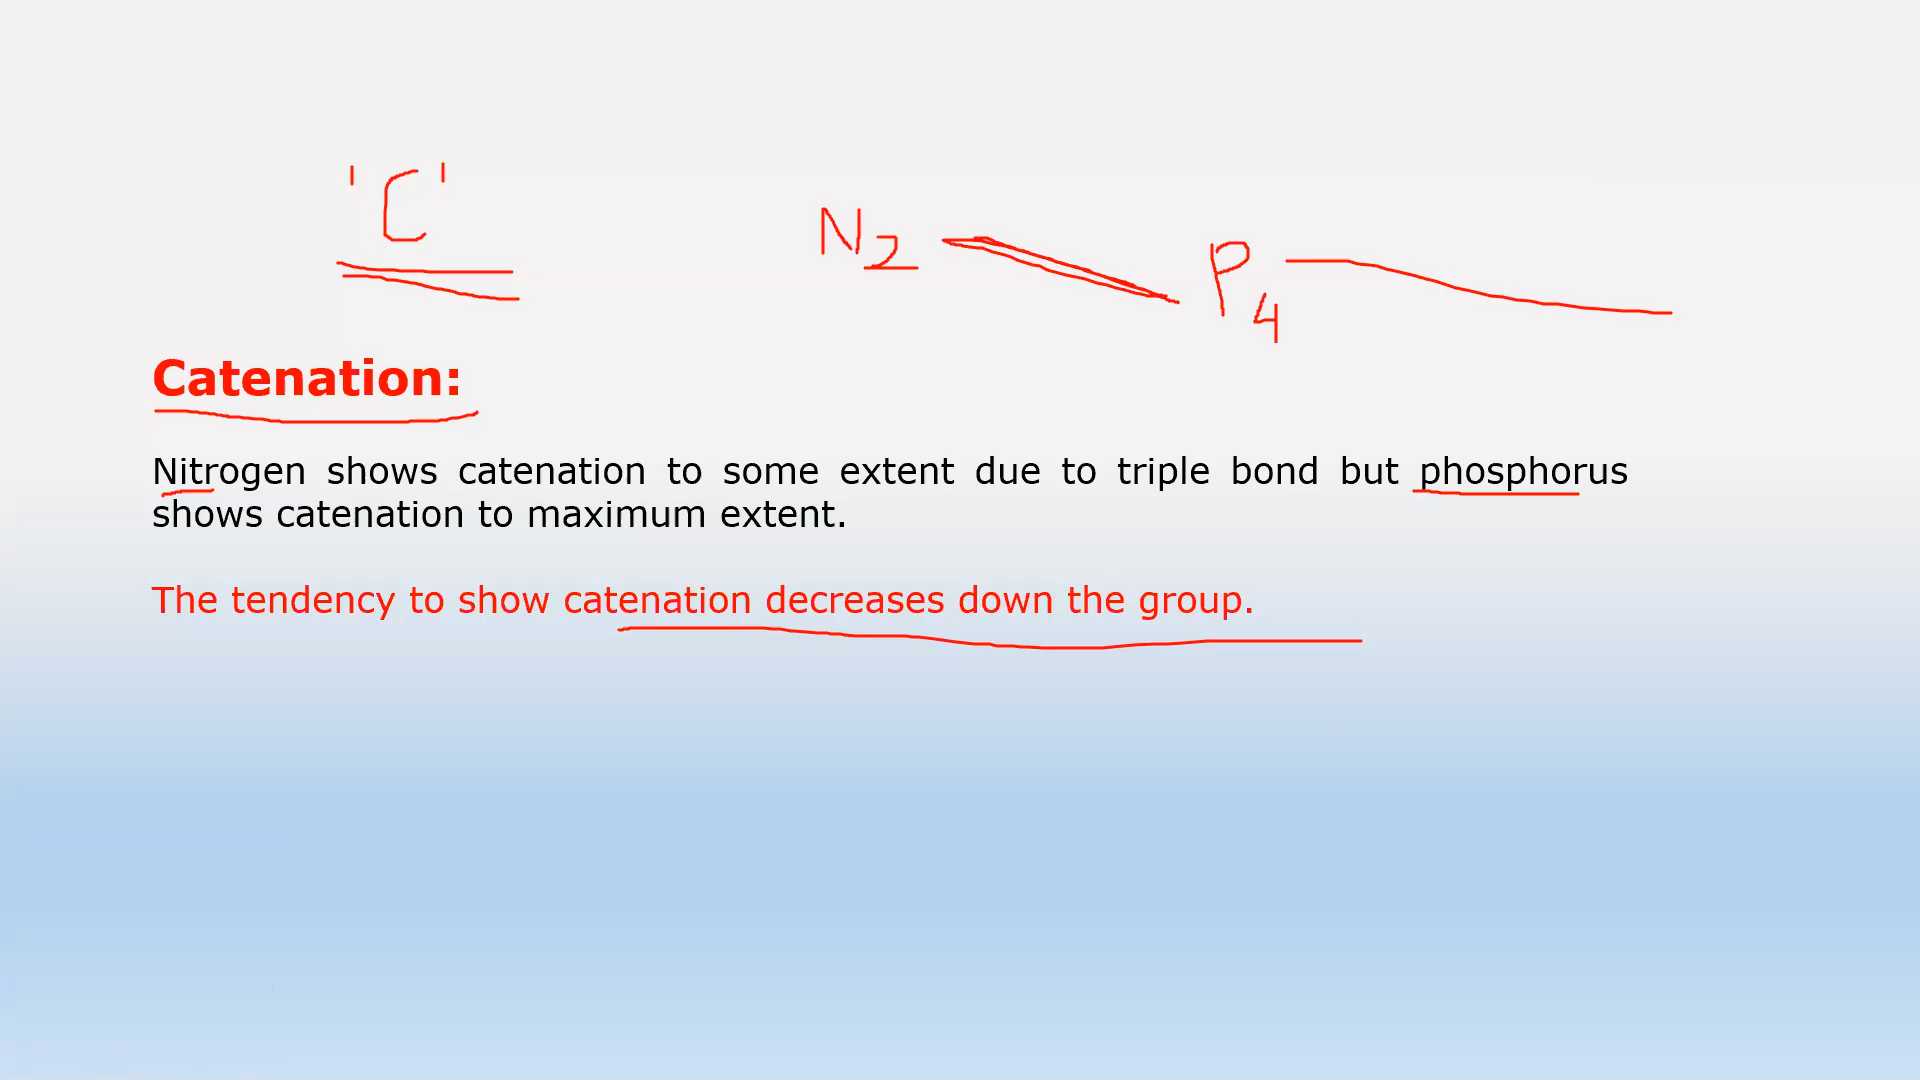 'C'
N2
P4
Catenation:
Nitrogen shows catenation to some extent due to triple bond but phosphorus
shows catenation to maximum extent.
The tendency to show catenation decreases down the group.